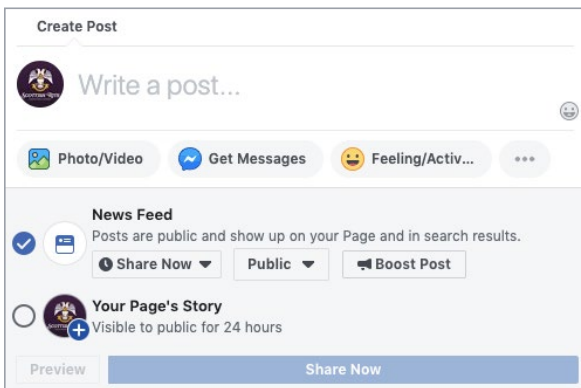 Create Post
Write a post...
Photo/Video Get Messages Feeling/Activ... •••
News Feed
Posts are public and show up on your Page and in search results.
Share Now Public Boost Post
Your Page's Story
Visible to public for 24 hours
Preview Share Now